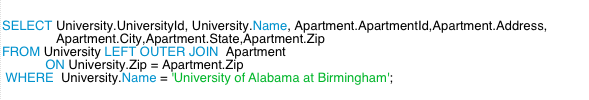 SELECT University.UniversityId, University.Name, Apartment.ApartmentId,Apartment.Address,
Apartment.City,Apartment.State,Apartment.Zip
FROM University LEFT OUTER JOIN  Apartment
ON University.Zip = Apartment.Zip
WHERE  University.Name = 'University of Alabama at Birmingham';